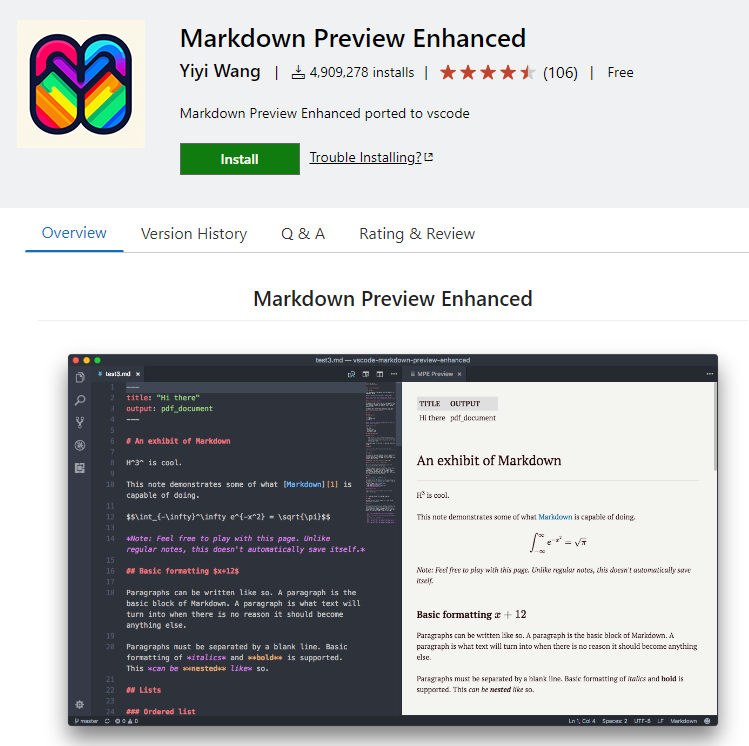 Markdown Preview Enhanced
Yiyi Wang | 4,909,278 installs | (106) | Free
Markdown Preview Enhanced ported to vscode
Install Trouble Installing?
Overview Version History Q & A Rating & Review
Markdown Preview Enhanced
test3.md — vscode-markdown-preview-enhanced
test3.md
1 ---
2 title: "Hi there"
3 output: pdf_document
4 ---
5
6 # An exhibit of Markdown
7
8 H^3^ is cool.
9
10 This note demonstrates some of what [Markdown][1] is
capable of doing.
11
12 $$\int_{-\infty}^\infty e^{-x^2} = \sqrt{\pi}$$
13
14 *Note: Feel free to play with this page. Unlike
regular notes, this doesn't automatically save itself.*
15
16 ## Basic formatting $x+12$
17
18 Paragraphs can be written like so. A paragraph is the
basic block of Markdown. A paragraph is what text will
turn into when there is no reason it should become
anything else.
19
20 Paragraphs must be separated by a blank line. Basic
formatting of *italics* and **bold** is supported.
This *can be **nested** like* so.
21
22 ## Lists
23
24 ### Ordered list
master 0 0
MPE Preview
TITLE OUTPUT
Hi there pdf_document
An exhibit of Markdown
H³ is cool.
This note demonstrates some of what Markdown is capable of doing.
∫_{-∞}^{∞} e^{-x²} = √π
Note: Feel free to play with this page. Unlike regular notes, this doesn't automatically save
itself.
Basic formatting x + 12
Paragraphs can be written like so. A paragraph is the basic block of Markdown. A
paragraph is what text will turn into when there is no reason it should become anything
else.
Paragraphs must be separated by a blank line. Basic formatting of italics and bold is
supported. This can be nested like so.
Ln 1, Col 4 Spaces: 2 UTF-8 LF Markdown